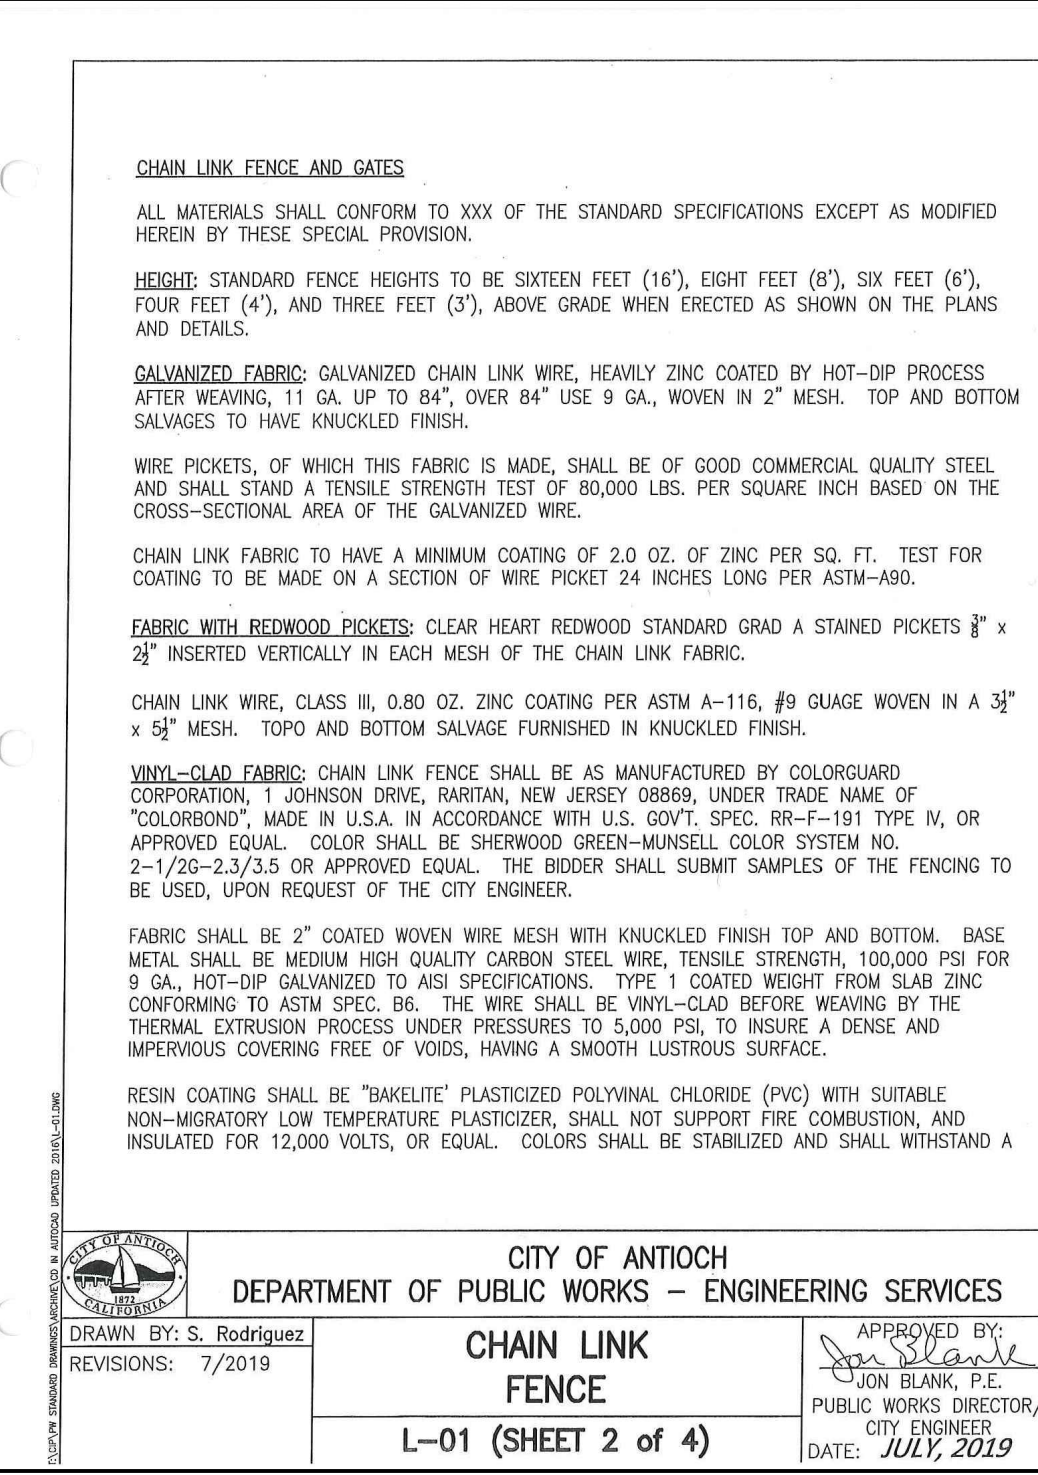 CHAIN LINK FENCE AND GATES
ALL MATERIALS SHALL CONFORM TO XXX OF THE STANDARD SPECIFICATIONS EXCEPT AS MODIFIED
HEREIN BY THESE SPECIAL PROVISION.
HEIGHT: STANDARD FENCE HEIGHTS TO BE SIXTEEN FEET (16'), EIGHT FEET (8'), SIX FEET (6'),
FOUR FEET (4'), AND THREE FEET (3'), ABOVE GRADE WHEN ERECTED AS SHOWN ON THE PLANS
AND DETAILS.
GALVANIZED FABRIC: GALVANIZED CHAIN LINK WIRE, HEAVILY ZINC COATED BY HOT-DIP PROCESS
AFTER WEAVING, 11 GA. UP TO 84", OVER 84" USE 9 GA., WOVEN IN 2" MESH. TOP AND BOTTOM
SALVAGES TO HAVE KNUCKLED FINISH.
WIRE PICKETS, OF WHICH THIS FABRIC IS MADE, SHALL BE OF GOOD COMMERCIAL QUALITY STEEL
AND SHALL STAND A TENSILE STRENGTH TEST OF 80,000 LBS. PER SQUARE INCH BASED ON THE
CROSS-SECTIONAL AREA OF THE GALVANIZED WIRE.
CHAIN LINK FABRIC TO HAVE A MINIMUM COATING OF 2.0 OZ. OF ZINC PER SQ. FT. TEST FOR
COATING TO BE MADE ON A SECTION OF WIRE PICKET 24 INCHES LONG PER ASTM-A90.
FABRIC WITH REDWOOD PICKETS: CLEAR HEART REDWOOD STANDARD GRAD A STAINED PICKETS 3/8" x
2 1/2" INSERTED VERTICALLY IN EACH MESH OF THE CHAIN LINK FABRIC.
CHAIN LINK WIRE, CLASS III, 0.80 OZ. ZINC COATING PER ASTM A-116, #9 GUAGE WOVEN IN A 3 1/2"
x 5 1/2" MESH. TOPO AND BOTTOM SALVAGE FURNISHED IN KNUCKLED FINISH.
VINYL-CLAD FABRIC: CHAIN LINK FENCE SHALL BE AS MANUFACTURED BY COLORGUARD
CORPORATION, 1 JOHNSON DRIVE, RARITAN, NEW JERSEY 08869, UNDER TRADE NAME OF
"COLORBOND", MADE IN U.S.A. IN ACCORDANCE WITH U.S. GOV'T. SPEC. RR-F-191 TYPE IV, OR
APPROVED EQUAL. COLOR SHALL BE SHERWOOD GREEN-MUNSELL COLOR SYSTEM NO.
2-1/2G-2.3/3.5 OR APPROVED EQUAL. THE BIDDER SHALL SUBMIT SAMPLES OF THE FENCING TO
BE USED, UPON REQUEST OF THE CITY ENGINEER.
FABRIC SHALL BE 2" COATED WOVEN WIRE MESH WITH KNUCKLED FINISH TOP AND BOTTOM. BASE
METAL SHALL BE MEDIUM HIGH QUALITY CARBON STEEL WIRE, TENSILE STRENGTH, 100,000 PSI FOR
9 GA., HOT-DIP GALVANIZED TO AISI SPECIFICATIONS. TYPE 1 COATED WEIGHT FROM SLAB ZINC
CONFORMING TO ASTM SPEC. B6. THE WIRE SHALL BE VINYL-CLAD BEFORE WEAVING BY THE
THERMAL EXTRUSION PROCESS UNDER PRESSURES TO 5,000 PSI, TO INSURE A DENSE AND
IMPERVIOUS COVERING FREE OF VOIDS, HAVING A SMOOTH LUSTROUS SURFACE.
RESIN COATING SHALL BE "BAKELITE' PLASTICIZED POLYVINAL CHLORIDE (PVC) WITH SUITABLE
NON-MIGRATORY LOW TEMPERATURE PLASTICIZER, SHALL NOT SUPPORT FIRE COMBUSTION, AND
INSULATED FOR 12,000 VOLTS, OR EQUAL. COLORS SHALL BE STABILIZED AND SHALL WITHSTAND A
E:\CIP\PW STANDARD DRAWINGS\ARCHIVE\CD IN AUTOCAD UPDATED 2016\L-01.DWG
CITY OF ANTIOCH
1872
CALIFORNIA
CITY OF ANTIOCH
DEPARTMENT OF PUBLIC WORKS - ENGINEERING SERVICES
DRAWN BY: S. Rodriguez
REVISIONS: 7/2019
CHAIN LINK
FENCE
L-01 (SHEET 2 of 4)
APPROVED BY:
Jon Blank
JON BLANK, P.E.
PUBLIC WORKS DIRECTOR/
CITY ENGINEER
DATE: JULY, 2019